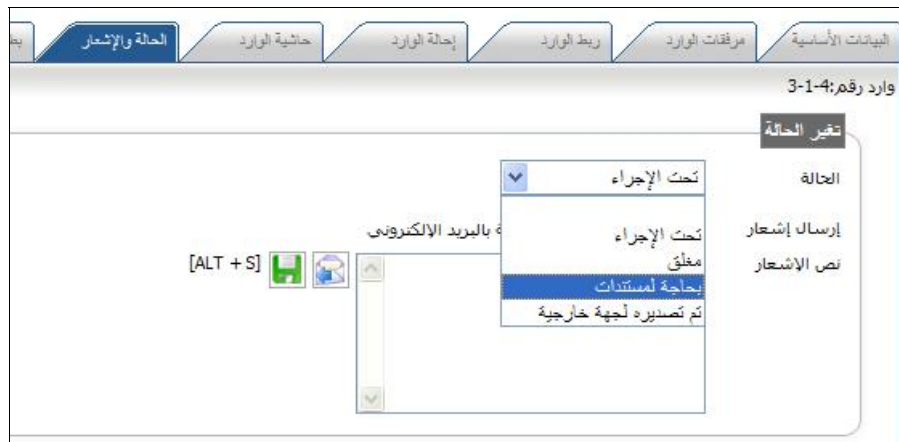 البيانات الأساسية
مرفقات الوارد
ربط الوارد
إحالة الوارد
حاشية الوارد
الحالة والإشعار
وارد رقم:4-1-3
تغير الحالة
الحالة
تحت الإجراء
إرسال إشعار
بالبريد الإلكتروني
تحت الإجراء
نص الإشعار
مغلق
[ALT + S]
بحاجة لمستندات
تم تصديره لجهة خارجية